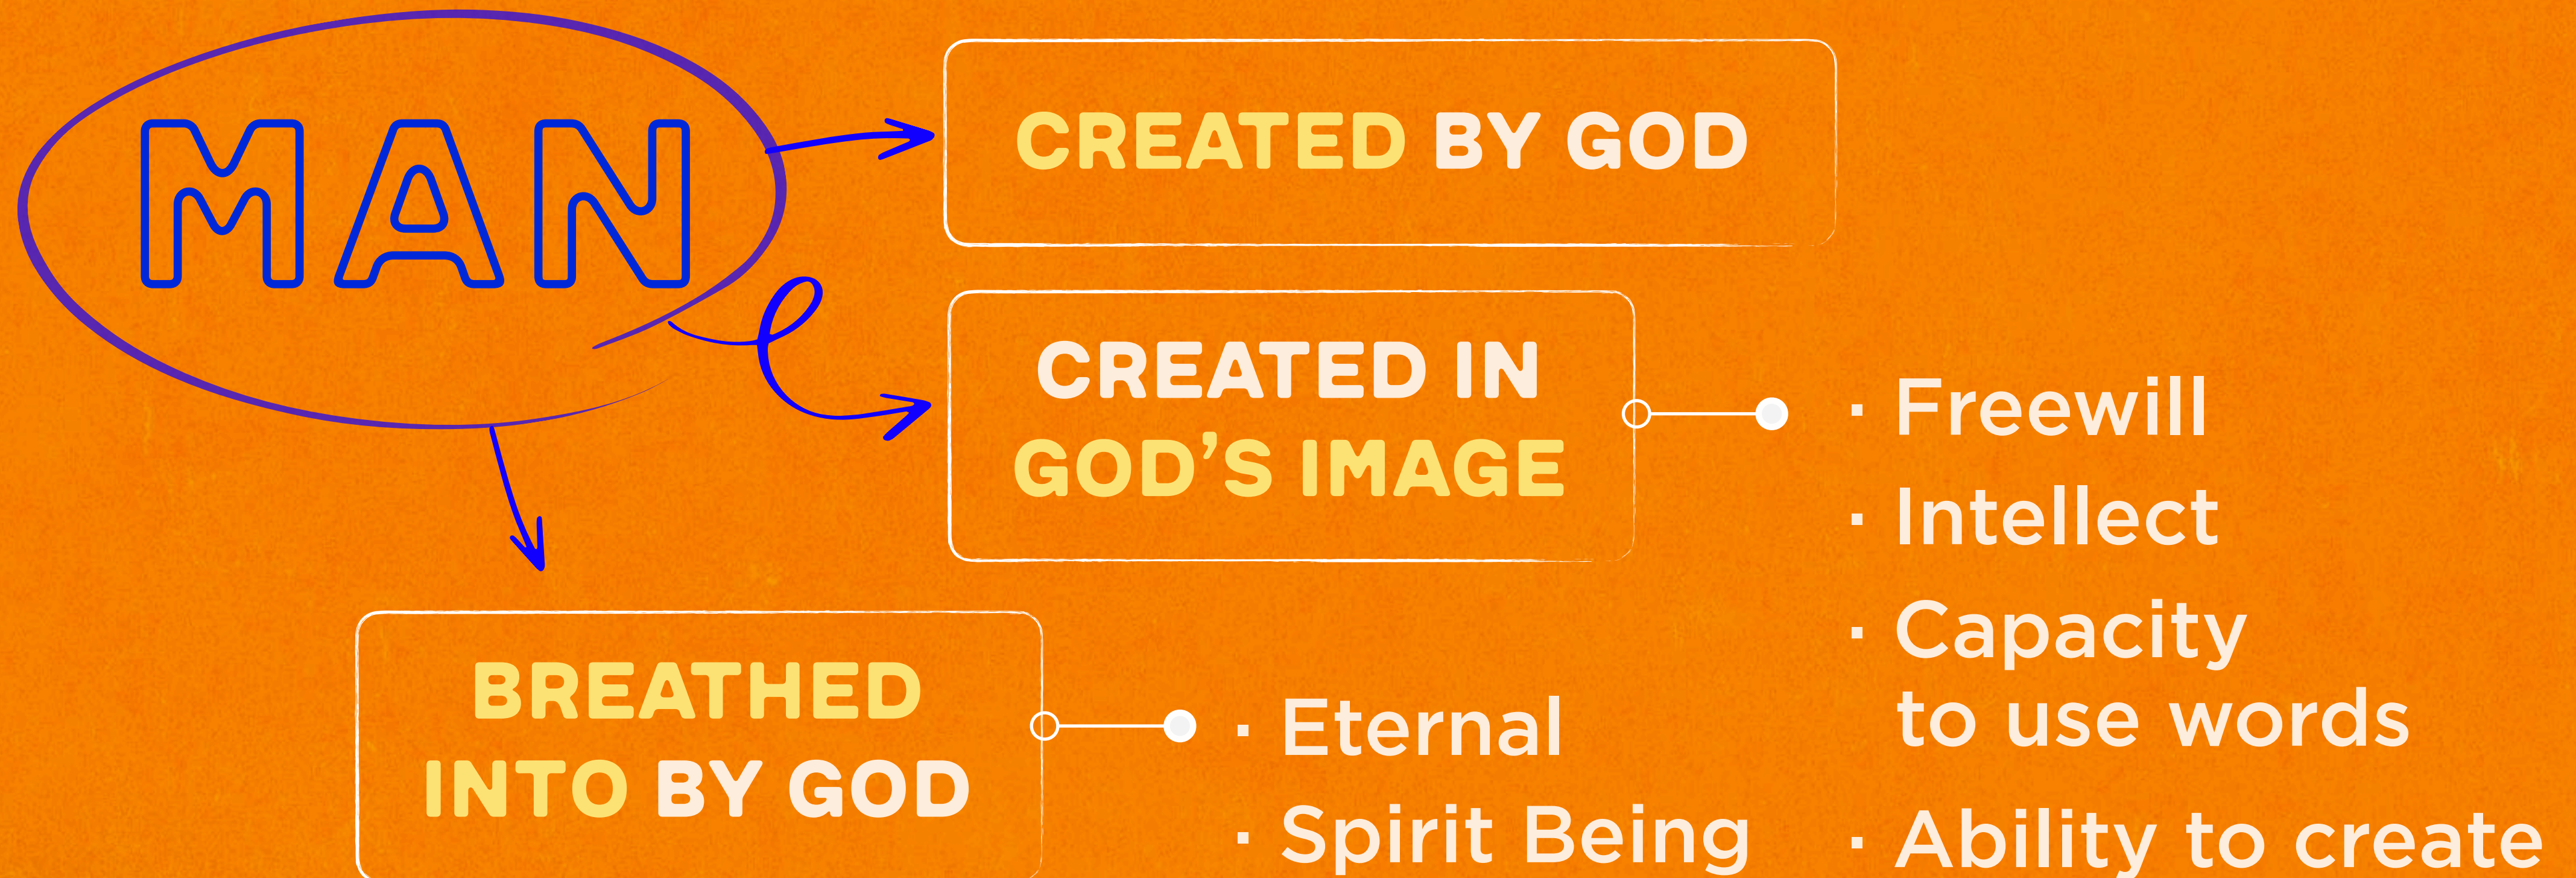 MAN
CREATED BY GOD
CREATED IN
GOD'S IMAGE
· Freewill
· Intellect
· Capacity
to use words
· Ability to create
BREATHED
INTO BY GOD
· Eternal
· Spirit Being